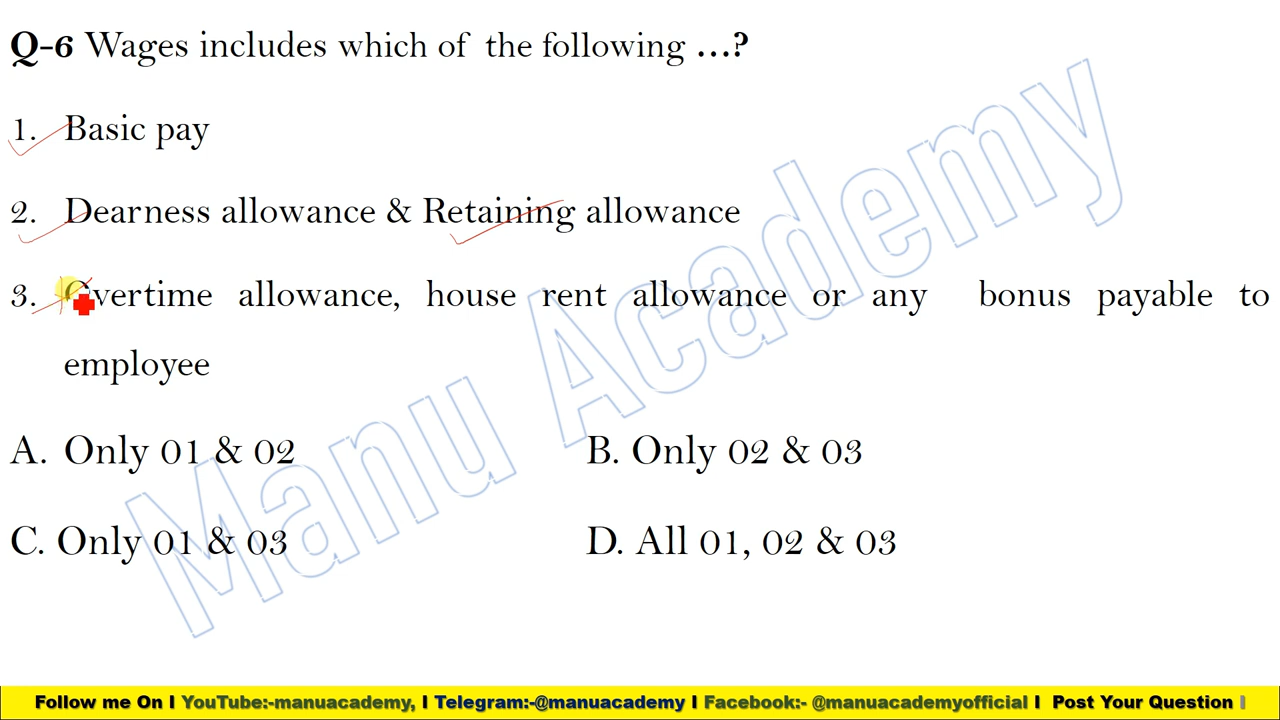 Q-6 Wages includes which of the following ...?
1. Basic pay
2. Dearness allowance & Retaining allowance
3. Overtime allowance, house rent allowance or any bonus payable to
employee
A. Only 01 & 02 B. Only 02 & 03
C. Only 01 & 03 D. All 01, 02 & 03
Manu Academy
Follow me On I YouTube:-manuacademy, I Telegram:-@manuacademy I Facebook:- @manuacademyofficial I Post Your Question I